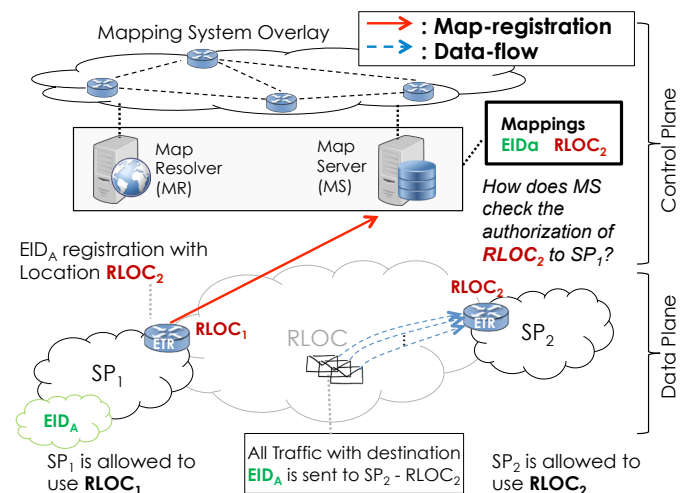 : Map-registration
: Data-flow
Mapping System Overlay
Map
Resolver
(MR)
Map
Server
(MS)
Mappings
EIDa RLOC₂
How does MS
check the
authorization of
RLOC₂ to SP₁?
Control Plane
EID_A registration with
Location RLOC₂
RLOC₁
ETR
SP₁
EID_A
RLOC
RLOC₂
ETR
SP₂
Data Plane
SP₁ is allowed to
use RLOC₁
All Traffic with destination
EID_A is sent to SP₂ - RLOC₂
SP₂ is allowed to
use RLOC₂